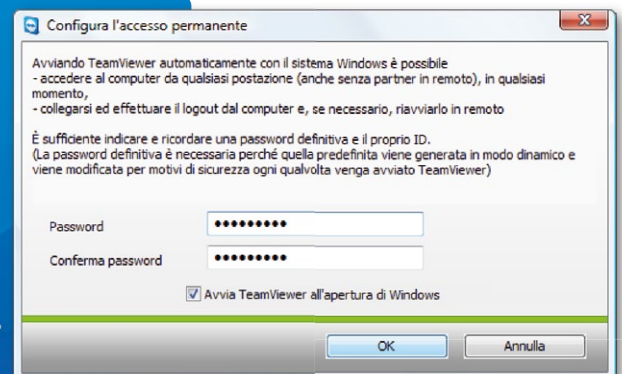 Configura l'accesso permanente
Avviando TeamViewer automaticamente con il sistema Windows è possibile
- accedere al computer da qualsiasi postazione (anche senza partner in remoto), in qualsiasi
momento,
- collegarsi ed effettuare il logout dal computer e, se necessario, riavviarlo in remoto
È sufficiente indicare e ricordare una password definitiva e il proprio ID.
(La password definitiva è necessaria perché quella predefinita viene generata in modo dinamico e
viene modificata per motivi di sicurezza ogni qualvolta venga avviato TeamViewer)
Password •••••••••
Conferma password •••••••••
Avvia TeamViewer all'apertura di Windows
OK Annulla